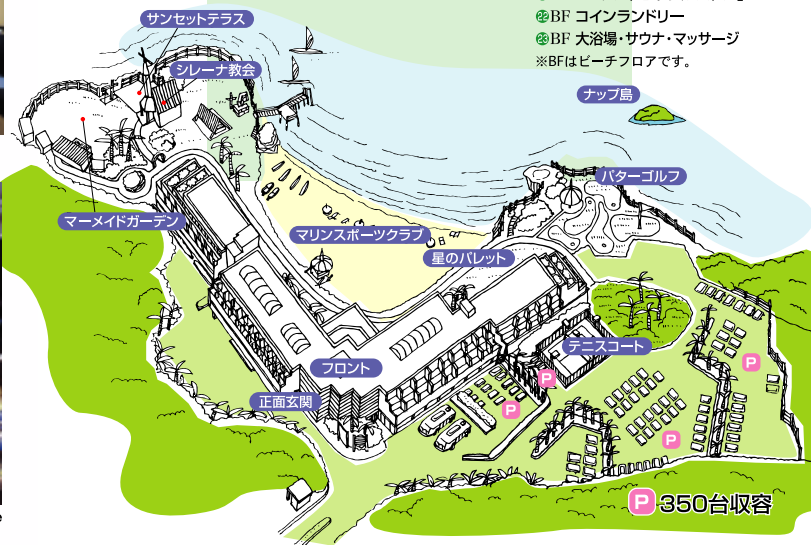 ㉒BF コインランドリー
㉓BF 大浴場・サウナ・マッサージ
※BFはビーチフロアです。
サンセットテラス
シレーナ教会
ナップ島
パターゴルフ
マーメイドガーデン
マリンスポーツクラブ
星のパレット
テニスコート
フロント
正面玄関
P
P
P
P
P 350台収容